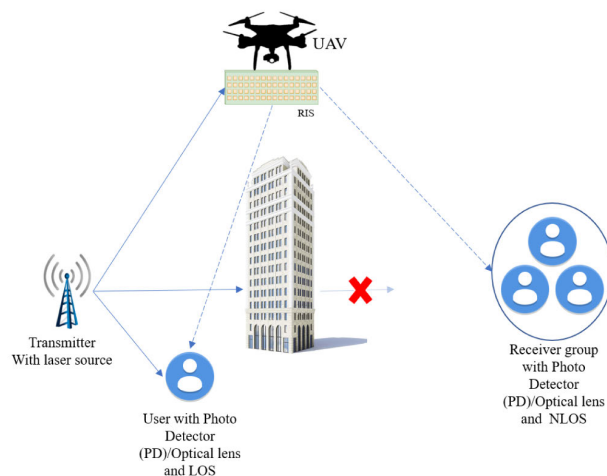 UAV
RIS
Transmitter
With laser source
User with Photo
Detector
(PD)/Optical lens
and LOS
Receiver group
with Photo
Detector
(PD)/Optical lens
and NLOS